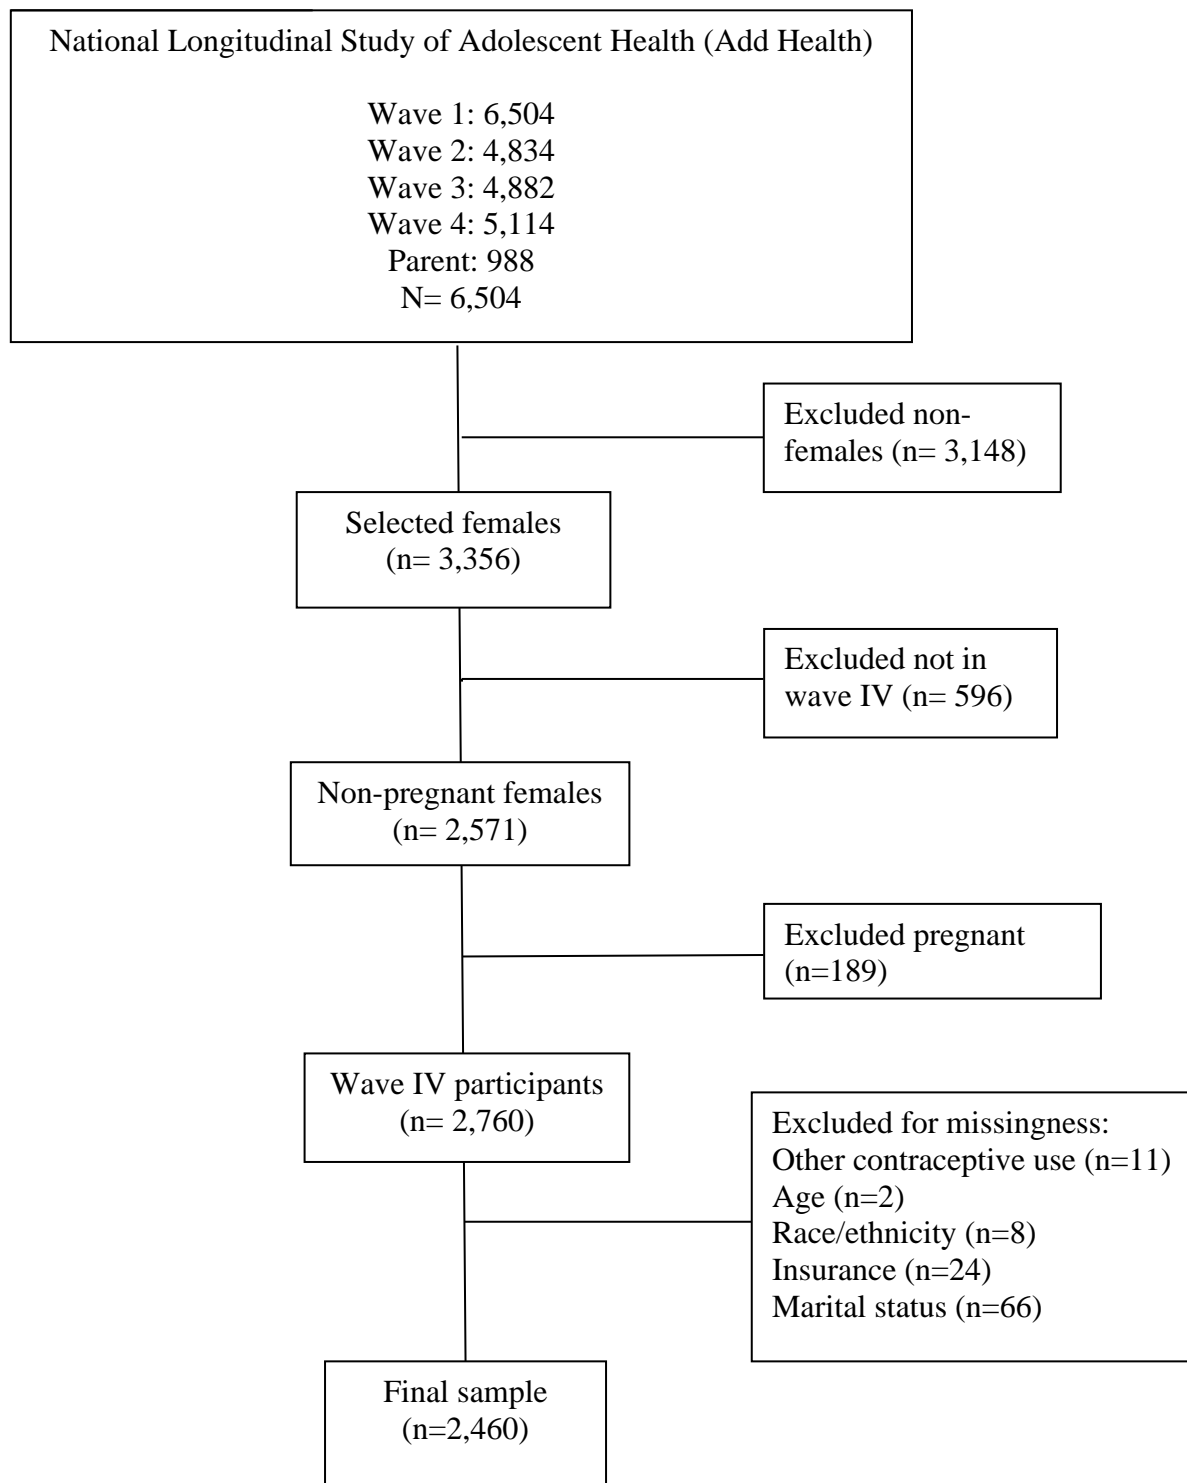 National Longitudinal Study of Adolescent Health (Add Health)
Wave 1: 6,504
Wave 2: 4,834
Wave 3: 4,882
Wave 4: 5,114
Parent: 988
N= 6,504
Excluded non-
females (n= 3,148)
Selected females
(n= 3,356)
Excluded not in
wave IV (n= 596)
Non-pregnant females
(n= 2,571)
Excluded pregnant
(n=189)
Wave IV participants
(n= 2,760)
Excluded for missingness:
Other contraceptive use (n=11)
Age (n=2)
Race/ethnicity (n=8)
Insurance (n=24)
Marital status (n=66)
Final sample
(n=2,460)